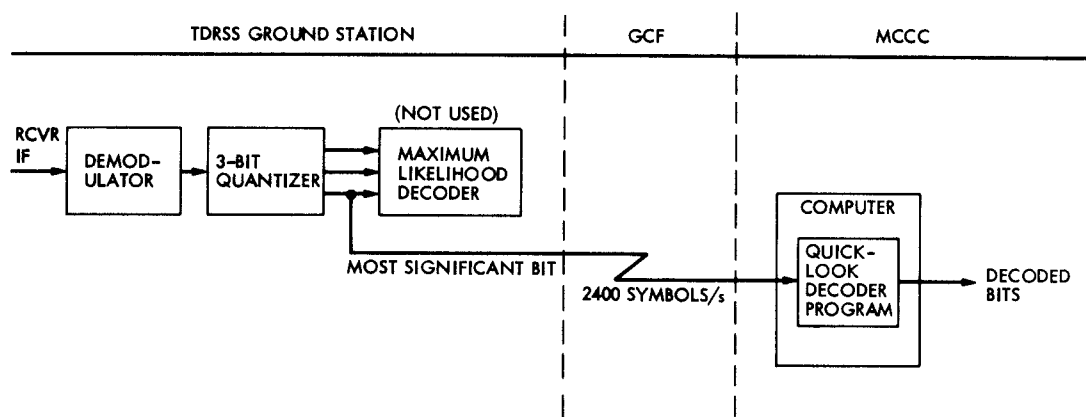 TDRSS GROUND STATION
GCF
MCCC
RCVR
IF
DEMOD-
ULATOR
3-BIT
QUANTIZER
(NOT USED)
MAXIMUM
LIKELIHOOD
DECODER
MOST SIGNIFICANT BIT
2400 SYMBOLS/s
COMPUTER
QUICK-
LOOK
DECODER
PROGRAM
DECODED
BITS